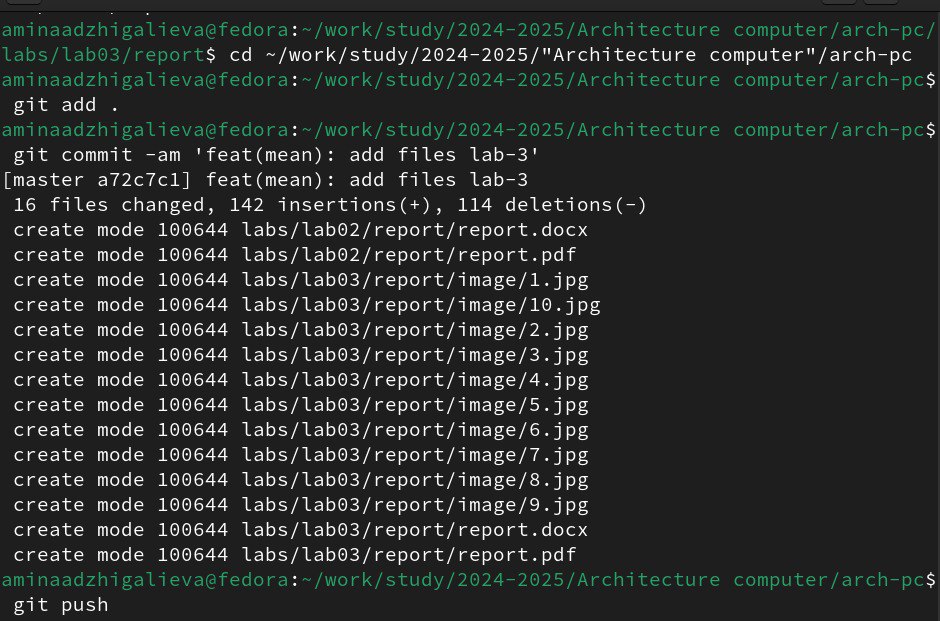 aminaadzhigalieva@fedora:~/work/study/2024-2025/Architecture computer/arch-pc/
labs/lab03/report$ cd ~/work/study/2024-2025/"Architecture computer"/arch-pc
aminaadzhigalieva@fedora:~/work/study/2024-2025/Architecture computer/arch-pc$
git add .
aminaadzhigalieva@fedora:~/work/study/2024-2025/Architecture computer/arch-pc$
git commit -am 'feat(mean): add files lab-3'
[master a72c7c1] feat(mean): add files lab-3
16 files changed, 142 insertions(+), 114 deletions(-)
create mode 100644 labs/lab02/report/report.docx
create mode 100644 labs/lab02/report/report.pdf
create mode 100644 labs/lab03/report/image/1.jpg
create mode 100644 labs/lab03/report/image/10.jpg
create mode 100644 labs/lab03/report/image/2.jpg
create mode 100644 labs/lab03/report/image/3.jpg
create mode 100644 labs/lab03/report/image/4.jpg
create mode 100644 labs/lab03/report/image/5.jpg
create mode 100644 labs/lab03/report/image/6.jpg
create mode 100644 labs/lab03/report/image/7.jpg
create mode 100644 labs/lab03/report/image/8.jpg
create mode 100644 labs/lab03/report/image/9.jpg
create mode 100644 labs/lab03/report/report.docx
create mode 100644 labs/lab03/report/report.pdf
aminaadzhigalieva@fedora:~/work/study/2024-2025/Architecture computer/arch-pc$
git push